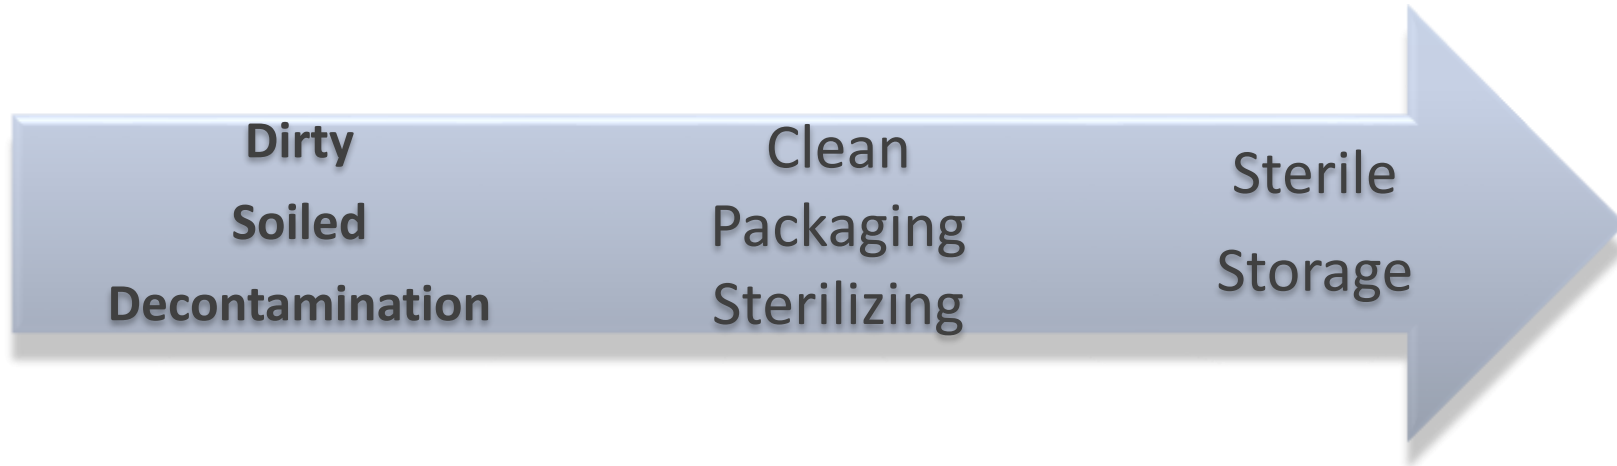 Dirty
Soiled
Decontamination
Clean
Packaging
Sterilizing
Sterile
Storage